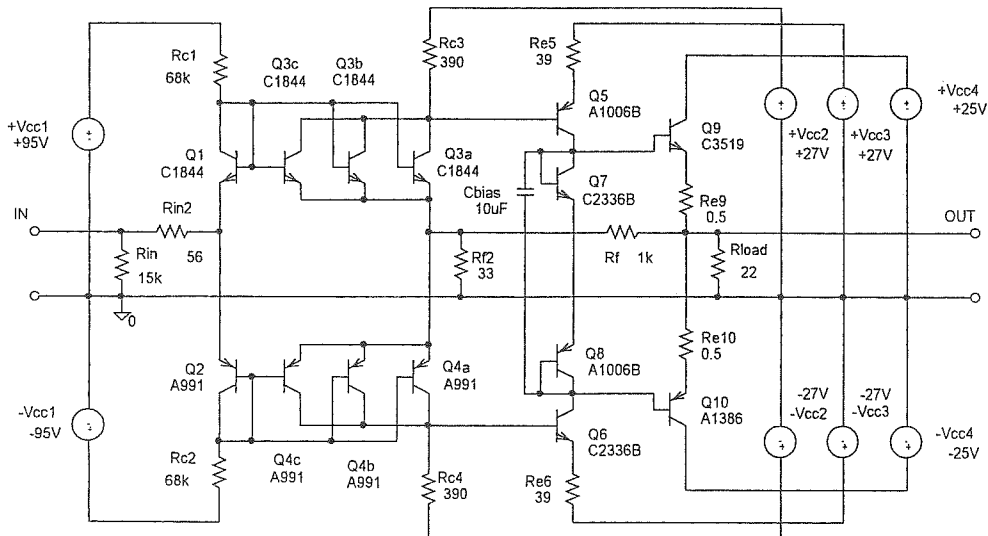 Rc1
68k
Q3c
C1844
Q3b
C1844
Rc3
390
Re5
39
Q5
A1006B
+Vcc1
+95V
Q1
C1844
Q3a
C1844
Q9
C3519
+Vcc4
+25V
+Vcc2
+27V
+Vcc3
+27V
Cbias
10uF
Q7
C2336B
Re9
0.5
IN
Rin2
56
Rin
15k
Rf2
33
Rf 1k
Rload
22
OUT
0
Q2
A991
Q4a
A991
Q8
A1006B
Re10
0.5
Q10
A1386
-Vcc1
-95V
-27V
-Vcc2
-27V
-Vcc3
-Vcc4
-25V
Rc2
68k
Q4c
A991
Q4b
A991
Rc4
390
Q6
C2336B
Re6
39